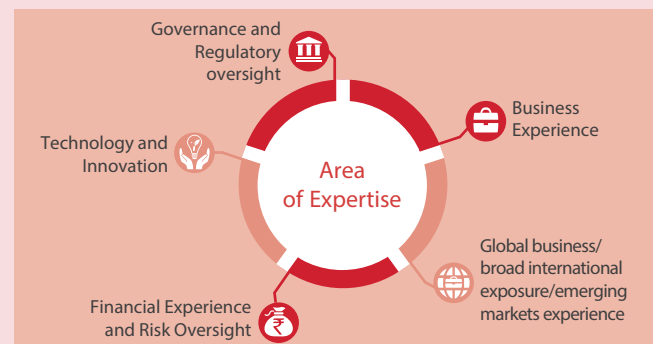 Governance and
Regulatory
oversight
Business
Experience
Technology and
Innovation
Area
of Expertise
Global business/
broad international
exposure/emerging
markets experience
Financial Experience
and Risk Oversight
₹